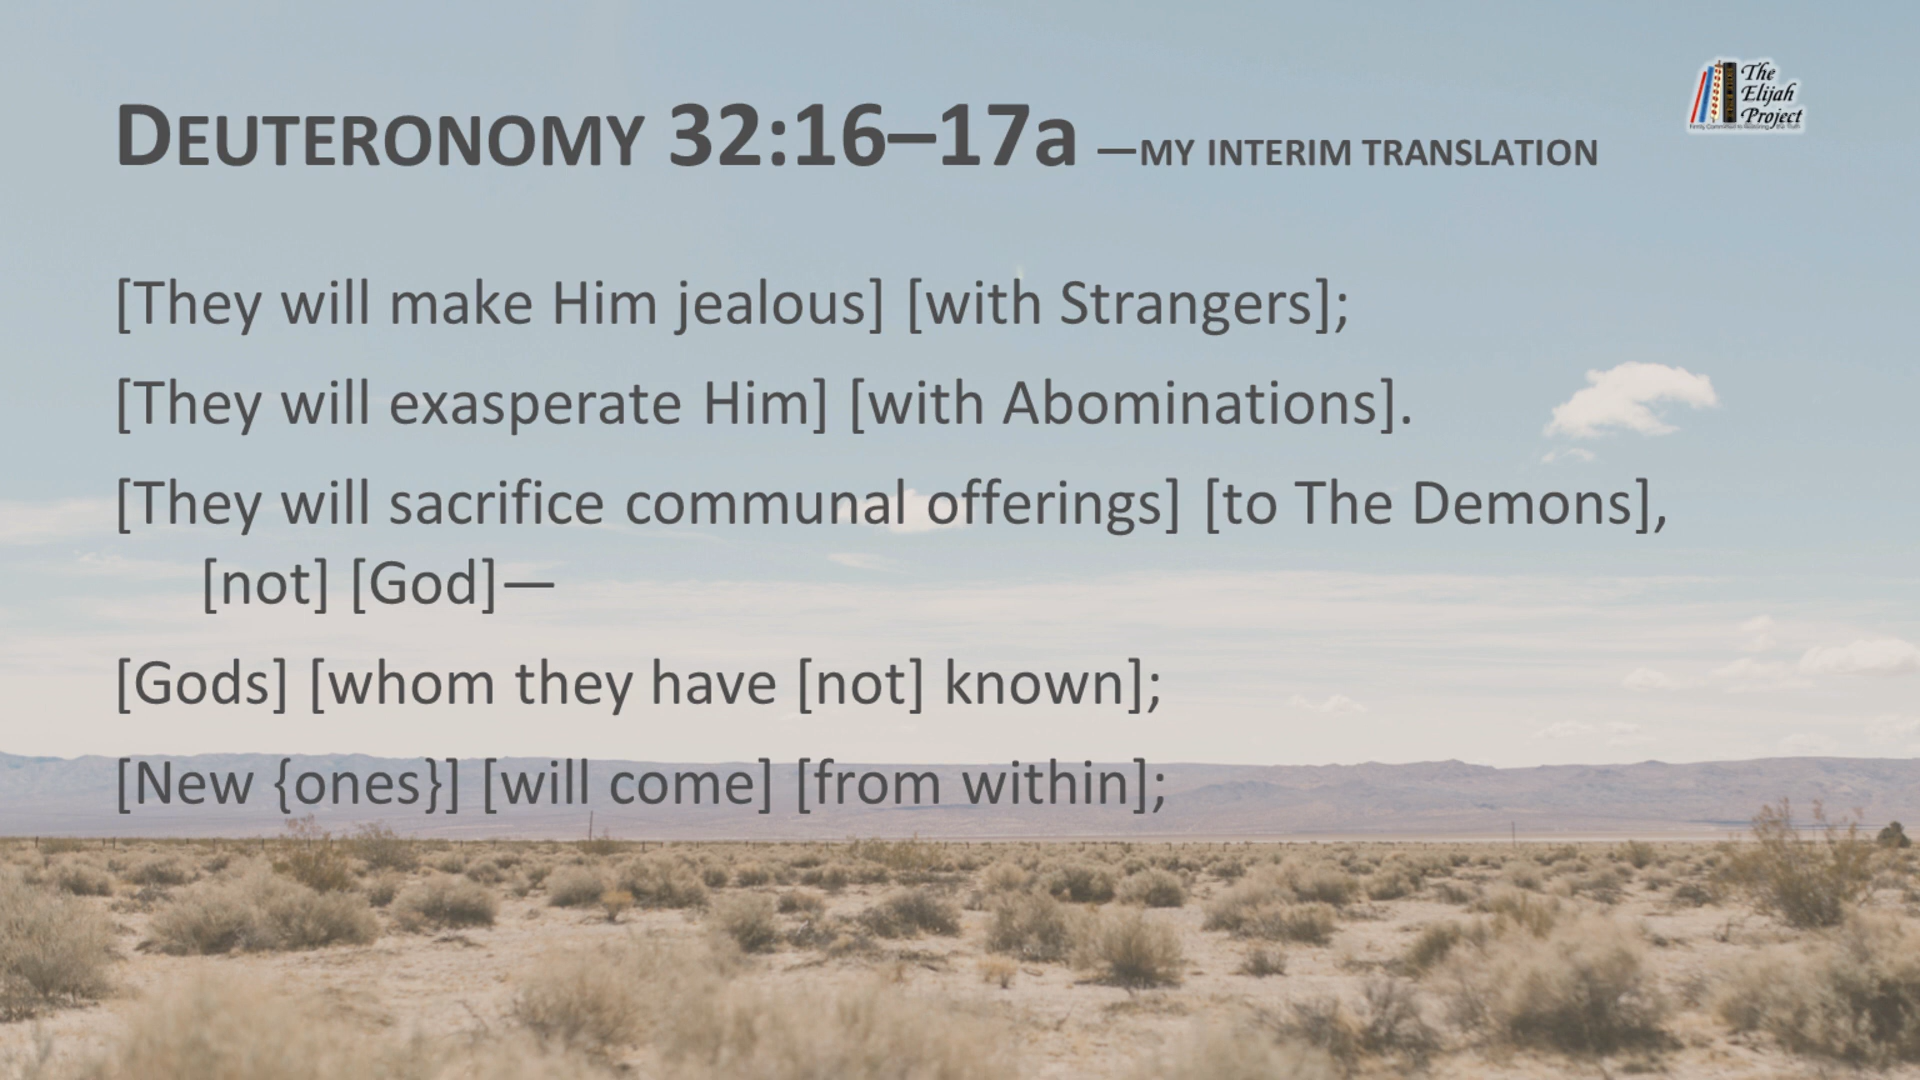 The
Elijah
Project
DEUTERONOMY 32:16–17a —MY INTERIM TRANSLATION
[They will make Him jealous] [with Strangers];
[They will exasperate Him] [with Abominations].
[They will sacrifice communal offerings] [to The Demons],
[not] [God]—
[Gods] [whom they have [not] known];
[New {ones}] [will come] [from within];